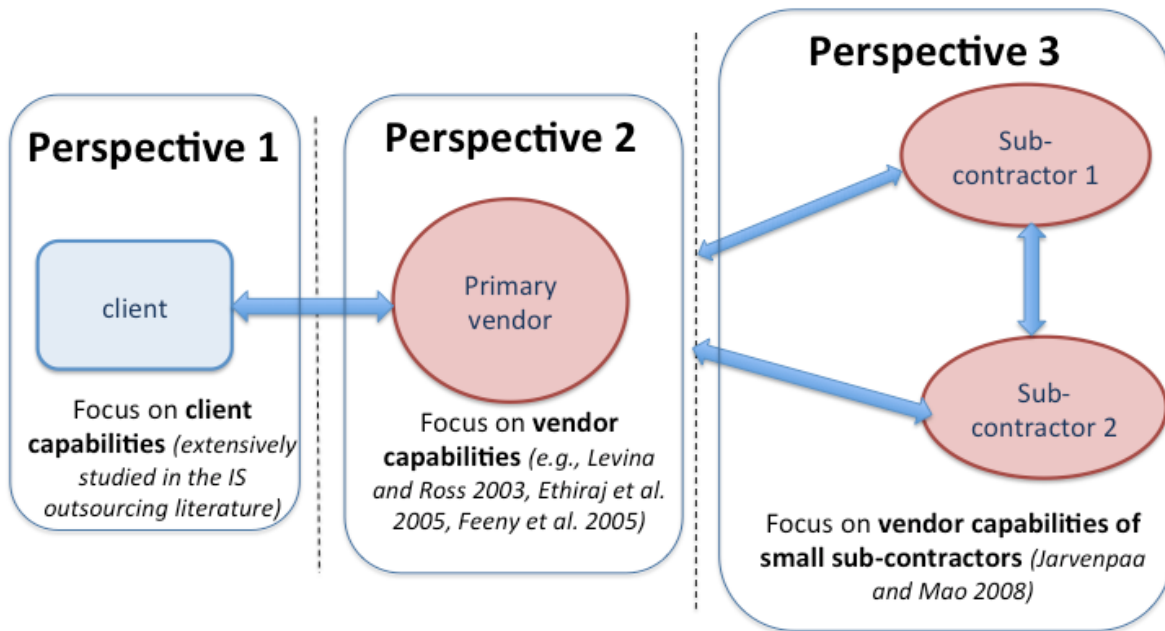 Perspective 1
client
Focus on client
capabilities (extensively
studied in the IS
outsourcing literature)
Perspective 2
Primary
vendor
Focus on vendor
capabilities (e.g., Levina
and Ross 2003, Ethiraj et al.
2005, Feeny et al. 2005)
Perspective 3
Sub-
contractor 1
Sub-
contractor 2
Focus on vendor capabilities of
small sub-contractors (Jarvenpaa
and Mao 2008)